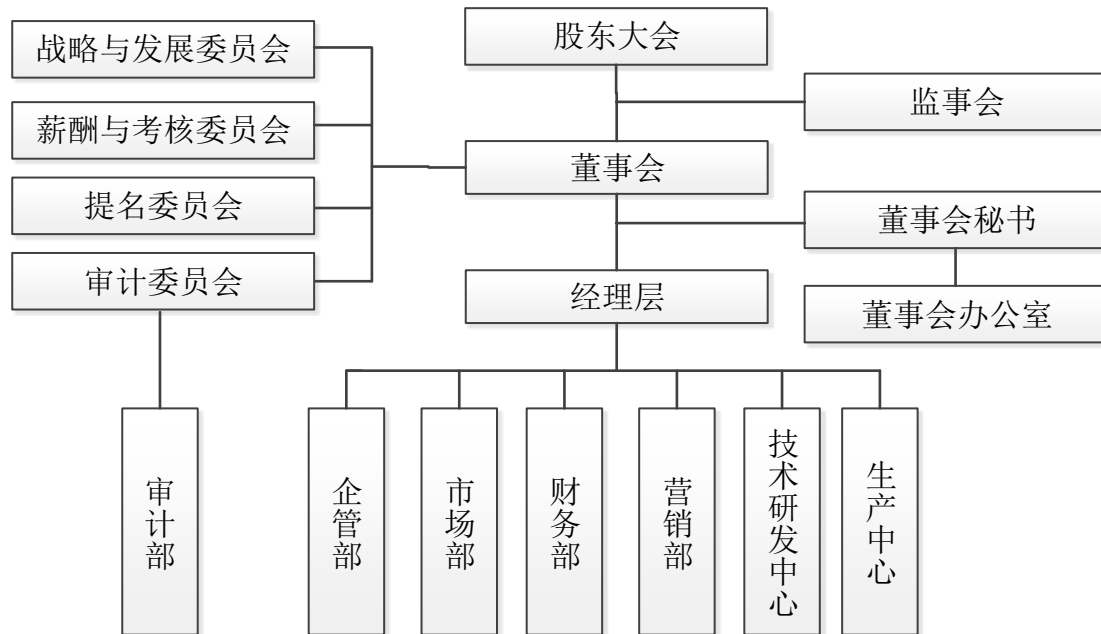 战略与发展委员会
股东大会
监事会
薪酬与考核委员会
董事会
提名委员会
董事会秘书
审计委员会
经理层
董事会办公室
审计部
企管部
市场部
财务部
营销部
技术研发中心
生产中心